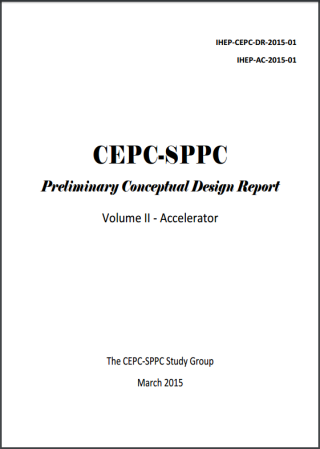 IHEP-CEPC-DR-2015-01
IHEP-AC-2015-01
CEPC-SPPC
Preliminary Conceptual Design Report
Volume II - Accelerator
The CEPC-SPPC Study Group
March 2015